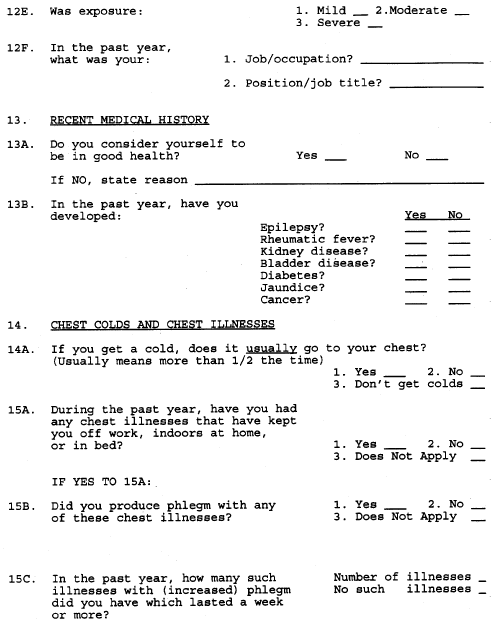 12E. Was exposure: 1. Mild __ 2.Moderate __
3. Severe __
12F. In the past year,
what was your: 1. Job/occupation? ________________
2. Position/job title? ____________
13. RECENT MEDICAL HISTORY
13A. Do you consider yourself to
be in good health? Yes ___ No ___
If NO, state reason ______________________________________
13B. In the past year, have you
developed: Yes No
Epilepsy? ___ ___
Rheumatic fever? ___ ___
Kidney disease? ___ ___
Bladder disease? ___ ___
Diabetes? ___ ___
Jaundice? ___ ___
Cancer? ___ ___
14. CHEST COLDS AND CHEST ILLNESSES
14A. If you get a cold, does it usually go to your chest?
(Usually means more than 1/2 the time)
1. Yes ___ 2. No __
3. Don't get colds __
15A. During the past year, have you had
any chest illnesses that have kept
you off work, indoors at home, 1. Yes ___ 2. No __
or in bed? 3. Does Not Apply __
IF YES TO 15A:
15B. Did you produce phlegm with any 1. Yes ___ 2. No __
of these chest illnesses? 3. Does Not Apply __
15C. In the past year, how many such Number of illnesses _
illnesses with (increased) phlegm No such illnesses _
did you have which lasted a week
or more?